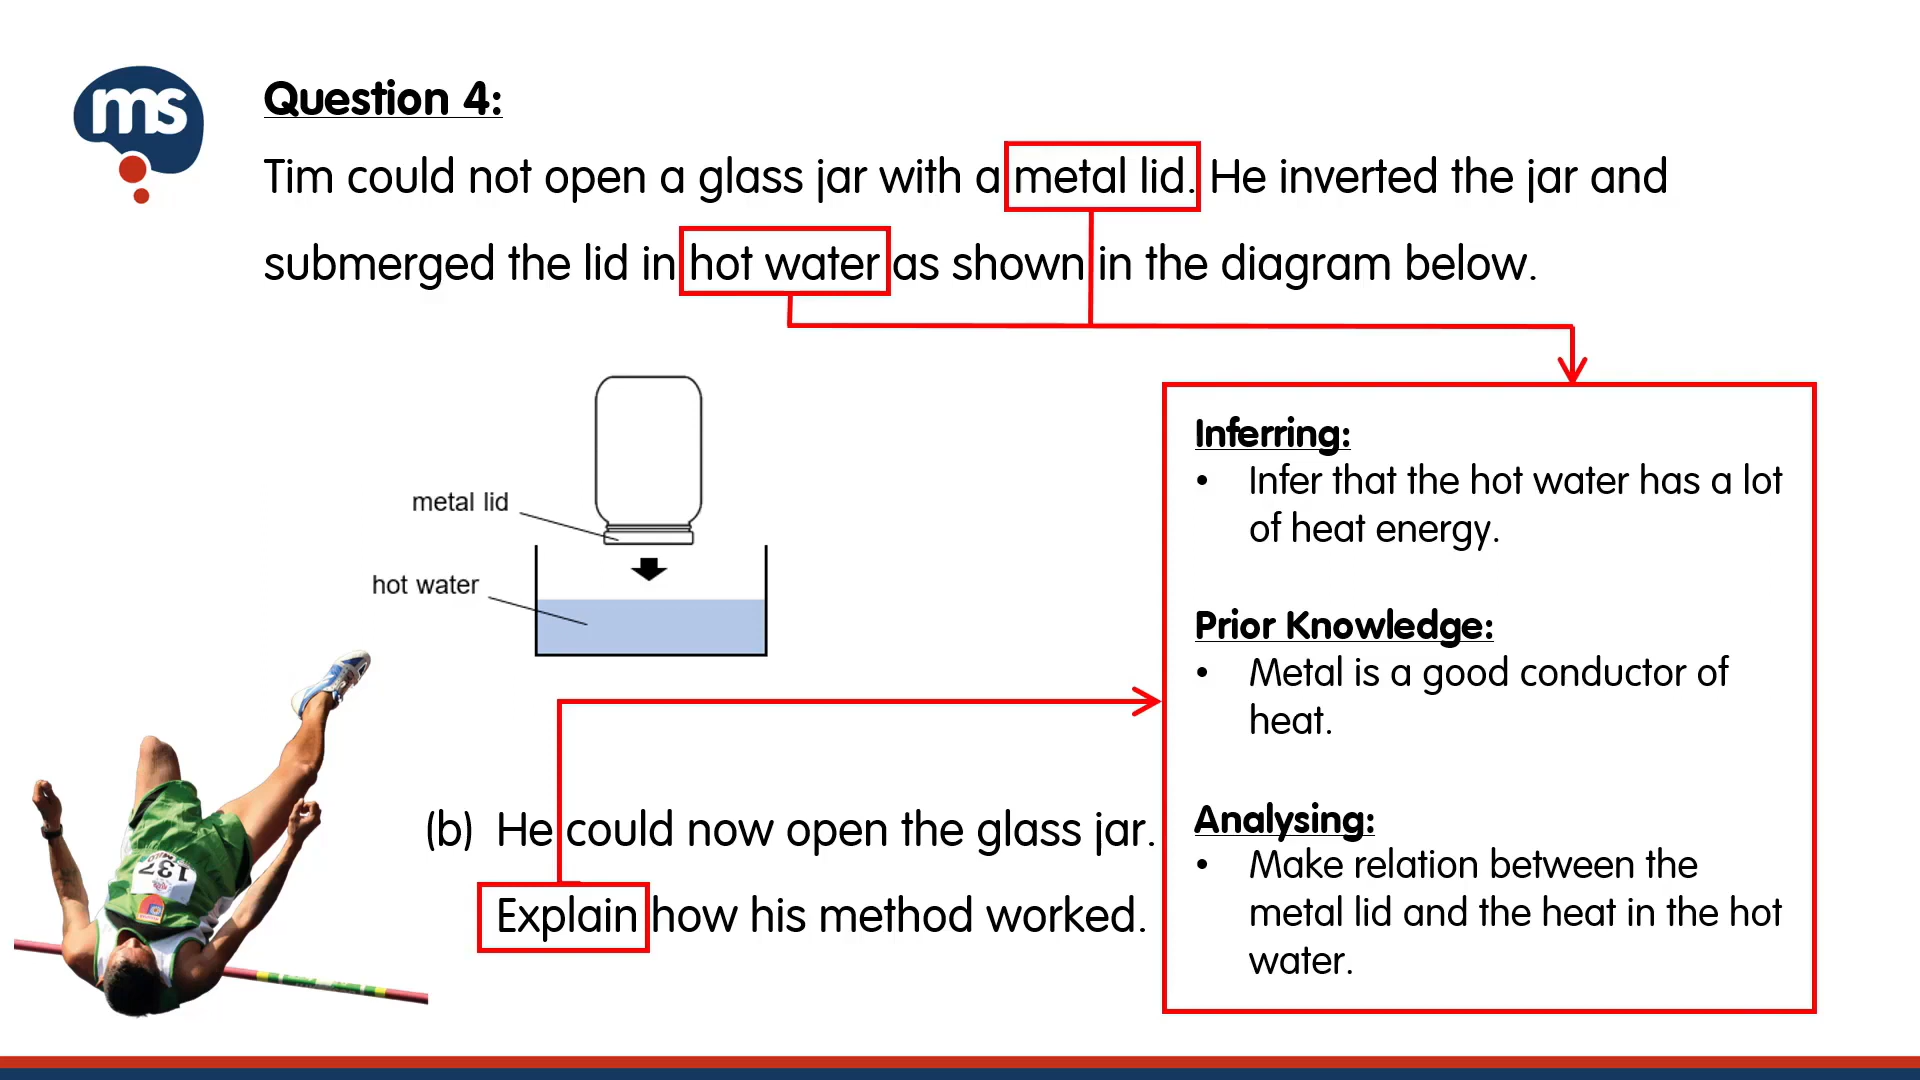 ms
Question 4:
Tim could not open a glass jar with a metal lid. He inverted the jar and
submerged the lid in hot water as shown in the diagram below.
metal lid
hot water
Inferring:
• Infer that the hot water has a lot
of heat energy.
Prior Knowledge:
• Metal is a good conductor of
heat.
Analysing:
• Make relation between the
metal lid and the heat in the hot
water.
(b) He could now open the glass jar.
Explain how his method worked.
137